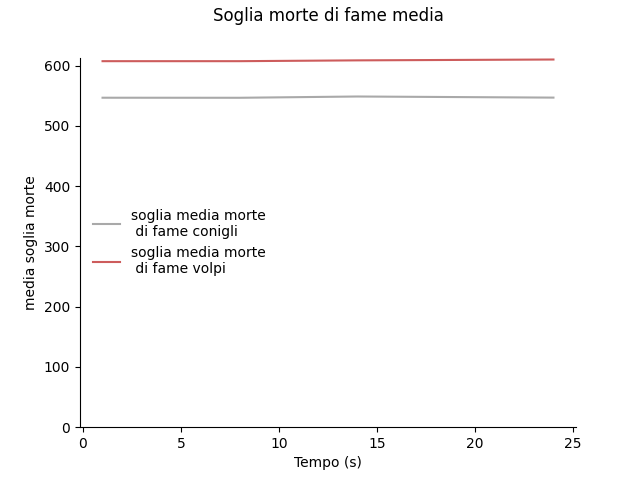 Soglia morte di fame media
600
500
400
300
200
100
0
media soglia morte
soglia media morte
di fame conigli
soglia media morte
di fame volpi
0 5 10 15 20 25
Tempo (s)